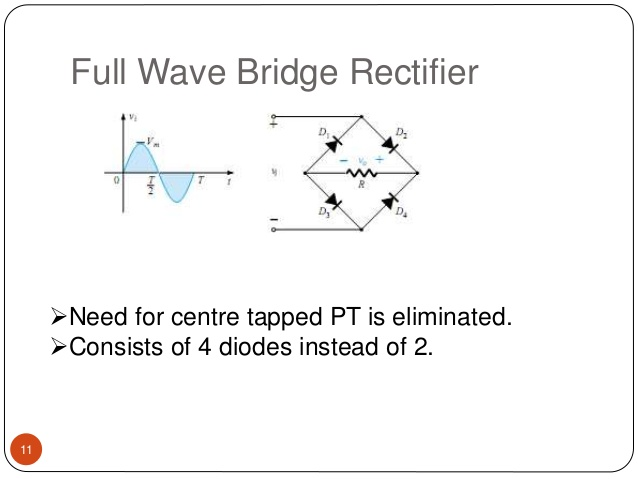 Full Wave Bridge Rectifier
vi
Vm
0
T/2
T
t
+
D1
D2
− vo +
vi
R
D3
D4
−
➢Need for centre tapped PT is eliminated.
➢Consists of 4 diodes instead of 2.
11